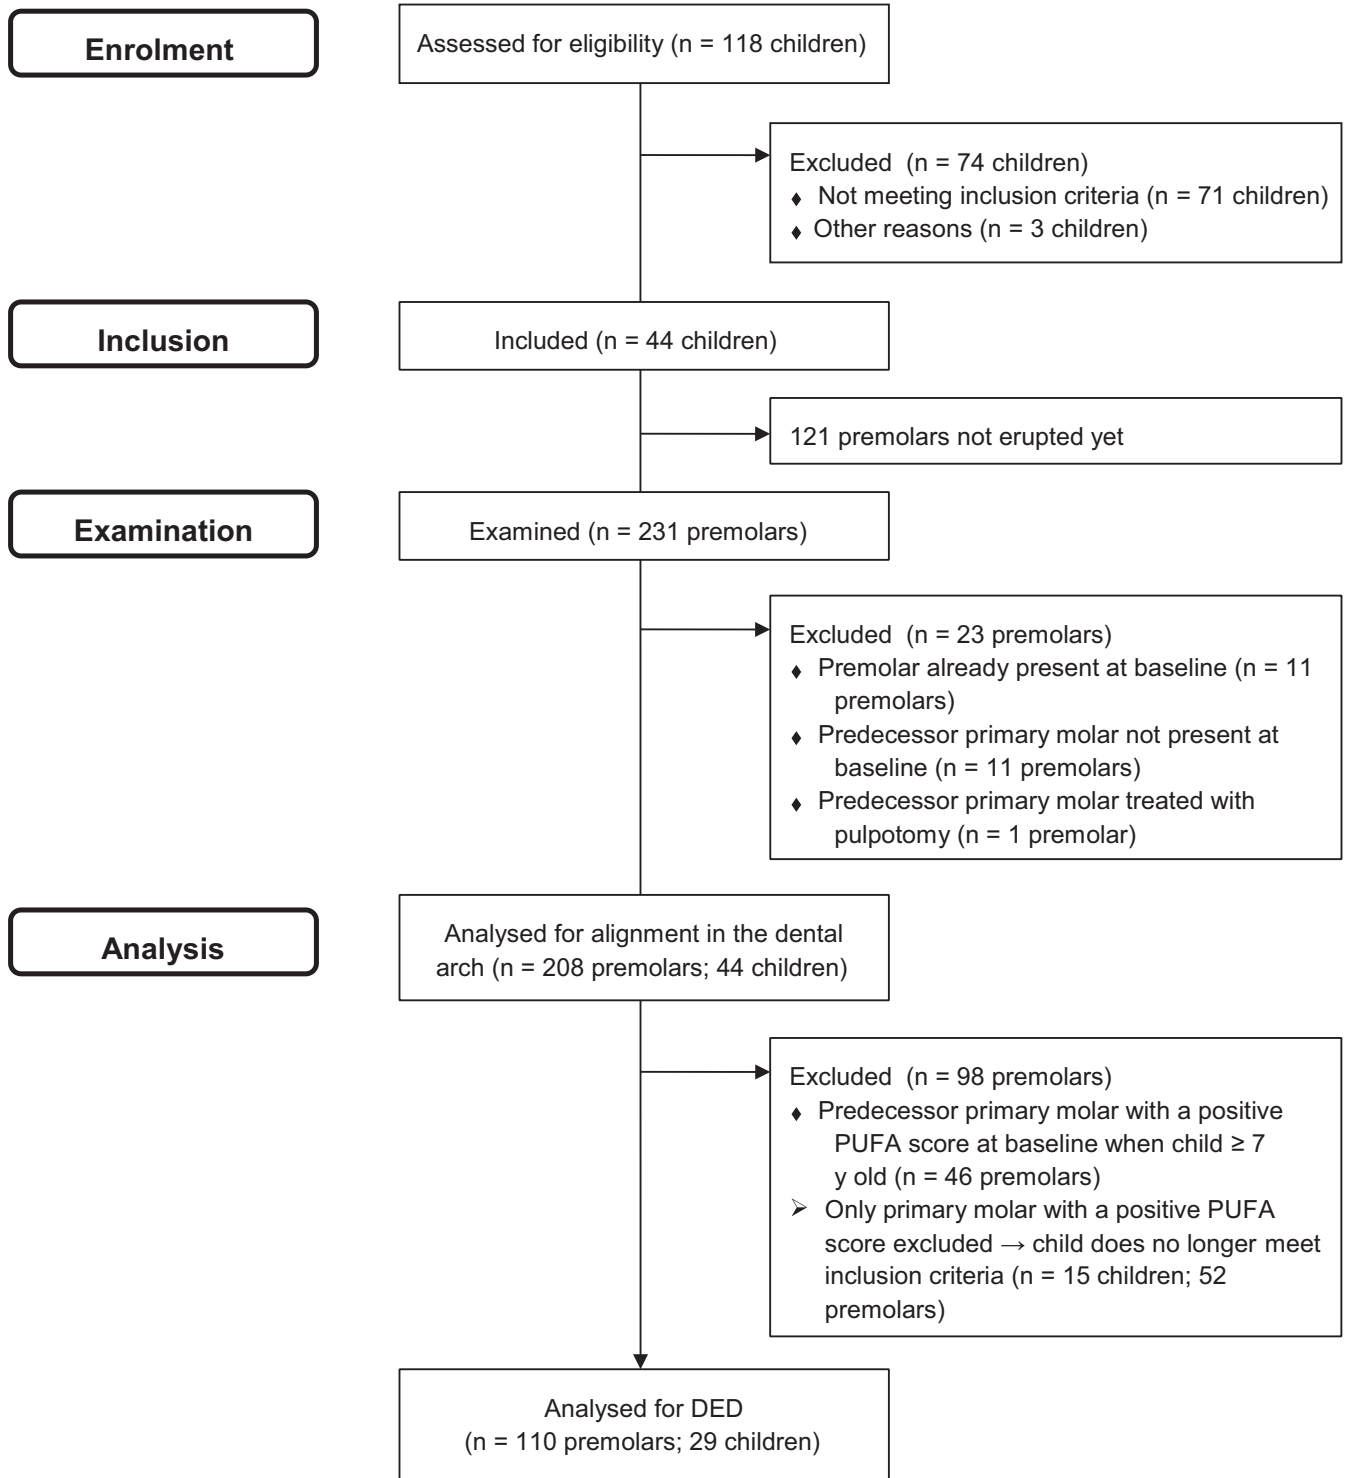 Enrolment
Assessed for eligibility (n = 118 children)
Excluded (n = 74 children)
♦ Not meeting inclusion criteria (n = 71 children)
♦ Other reasons (n = 3 children)
Inclusion
Included (n = 44 children)
121 premolars not erupted yet
Examination
Examined (n = 231 premolars)
Excluded (n = 23 premolars)
♦ Premolar already present at baseline (n = 11
premolars)
♦ Predecessor primary molar not present at
baseline (n = 11 premolars)
♦ Predecessor primary molar treated with
pulpotomy (n = 1 premolar)
Analysis
Analysed for alignment in the dental
arch (n = 208 premolars; 44 children)
Excluded (n = 98 premolars)
♦ Predecessor primary molar with a positive
PUFA score at baseline when child ≥ 7
y old (n = 46 premolars)
➢ Only primary molar with a positive PUFA
score excluded → child does no longer meet
inclusion criteria (n = 15 children; 52
premolars)
Analysed for DED
(n = 110 premolars; 29 children)